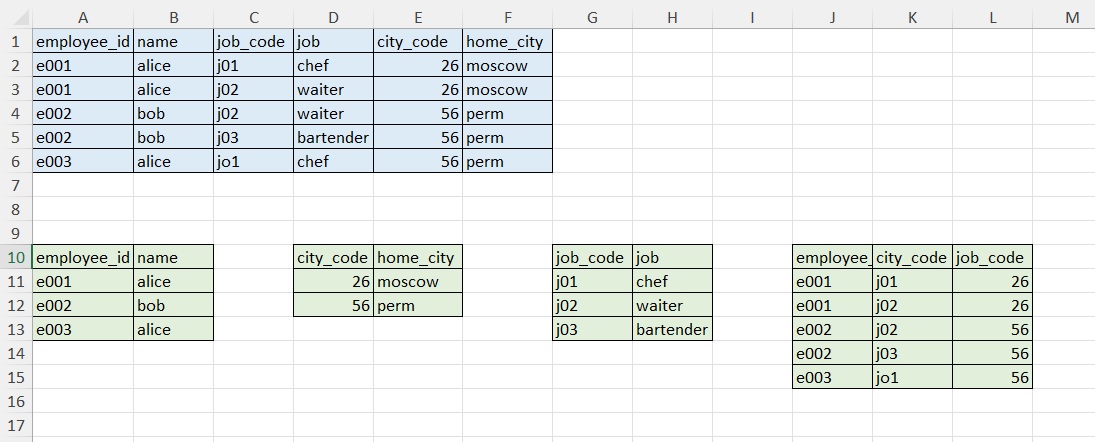 A B C D E F G H I J K L M
1 employee_id name job_code job city_code home_city
2 e001 alice j01 chef 26 moscow
3 e001 alice j02 waiter 26 moscow
4 e002 bob j02 waiter 56 perm
5 e002 bob j03 bartender 56 perm
6 e003 alice jo1 chef 56 perm
7
8
9
10 employee_id name city_code home_city job_code job employee_ city_code job_code
11 e001 alice 26 moscow j01 chef e001 j01 26
12 e002 bob 56 perm j02 waiter e001 j02 26
13 e003 alice j03 bartender e002 j02 56
14 e002 j03 56
15 e003 jo1 56
16
17